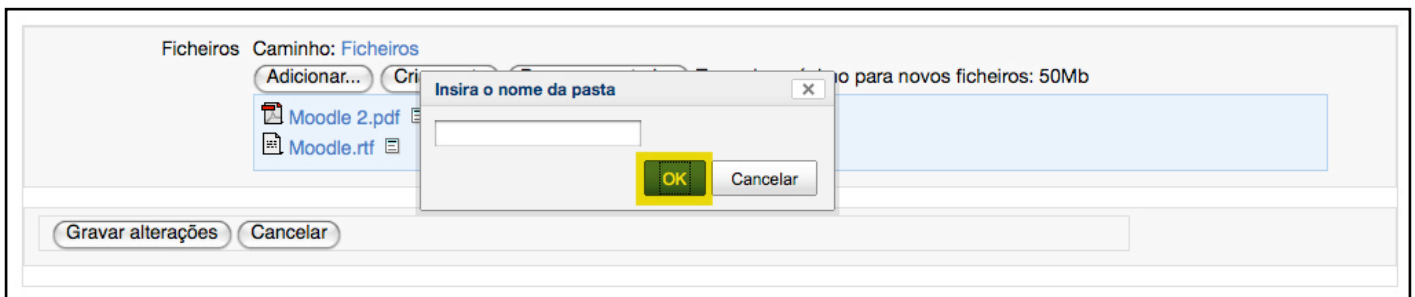 Ficheiros Caminho: Ficheiros
Adicionar... para novos ficheiros: 50Mb
Insira o nome da pasta
Moodle 2.pdf
Moodle.rtf
OK Cancelar
Gravar alterações Cancelar